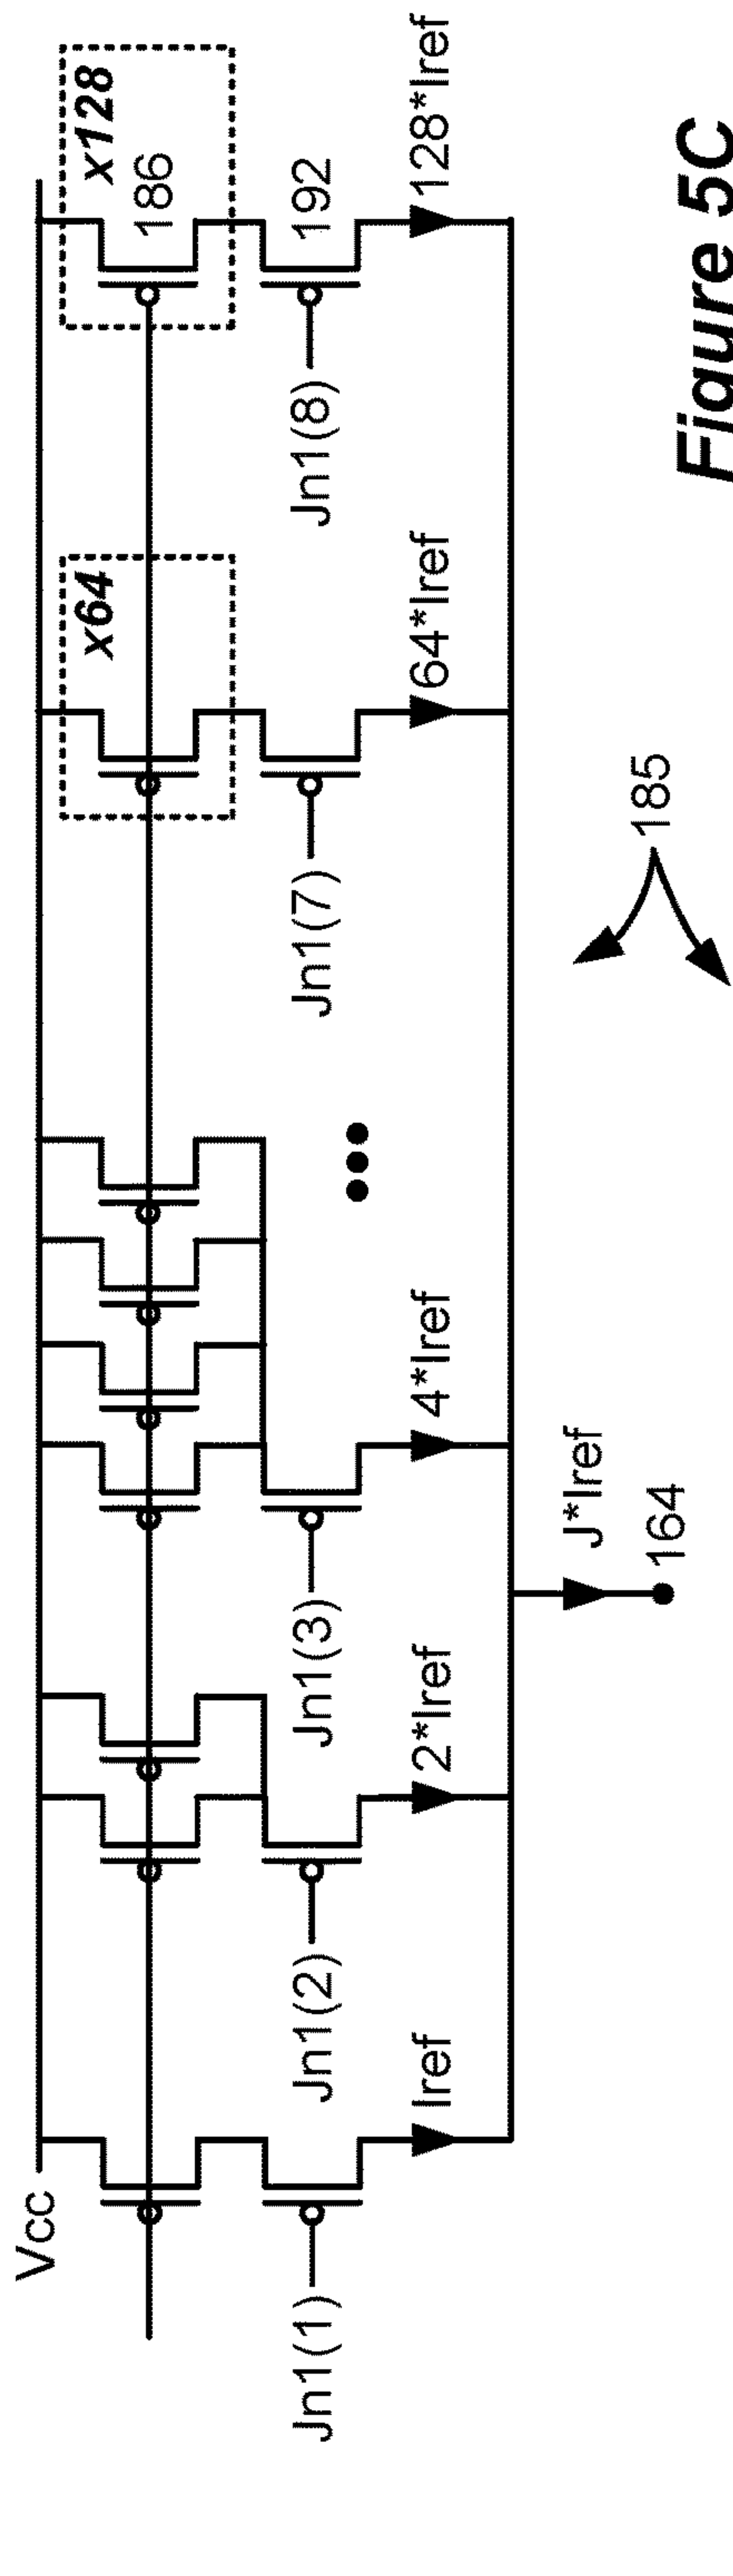 Vcc
x64
x128
186
Jn1(1)
Jn1(2)
Jn1(3)
Jn1(7)
Jn1(8)
192
Iref
2*Iref
4*Iref
64*Iref
128*Iref
J*Iref
164
185
Figure 5C